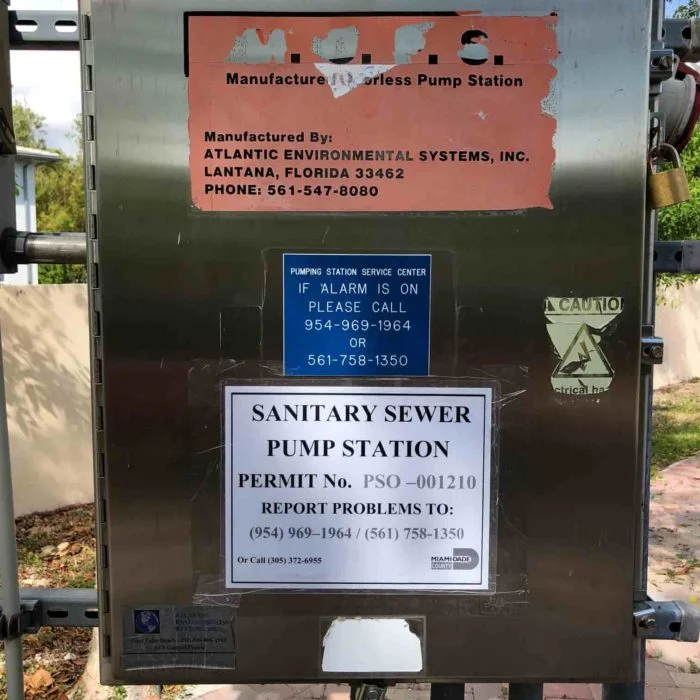 M.O.P.S.
Pump Station
Manufactured By:
ATLANTIC ENVIRONMENTAL SYSTEMS, INC.
LANTANA, FLORIDA 33462
PHONE: 561-547-8080
PUMPING STATION SERVICE CENTER
IF ALARM IS ON
PLEASE CALL
954-969-1964
OR
561-758-1350
CAUTIO
ctrical ha
SANITARY SEWER
PUMP STATION
PERMIT No. PSO –001210
REPORT PROBLEMS TO:
(954) 969–1964 / (561) 758-1350
Or Call (305) 372-6955
MIAMI DADE
COUNTY